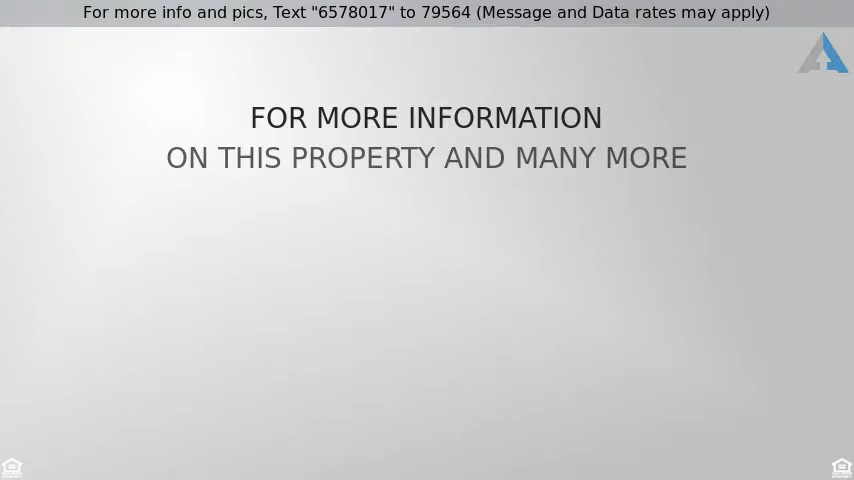 For more info and pics, Text "6578017" to 79564 (Message and Data rates may apply)
FOR MORE INFORMATION
ON THIS PROPERTY AND MANY MORE